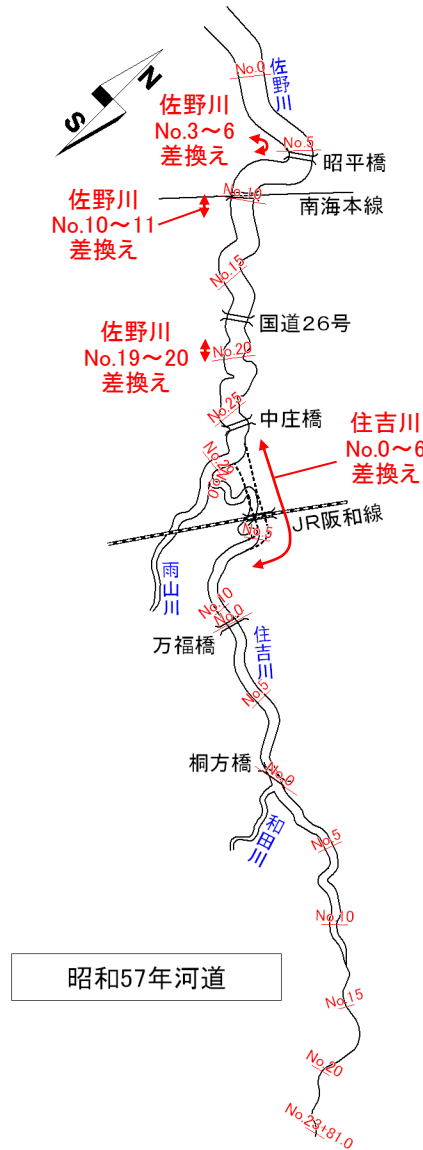 No.0
佐野川
N
S
佐野川
No.3～6
差換え
No.5
昭平橋
佐野川
No.10～11
差換え
No.10
南海本線
No.15
国道26号
佐野川
No.19～20
差換え
No.20
No.25
中庄橋
住吉川
No.0～6
差換え
No.0
JR阪和線
No.5
雨山川
No.10
No.0
万福橋
住吉川
No.5
桐方橋
No.0
和田川
No.5
No.10
昭和57年河道
No.15
No.20
No.23+81.0